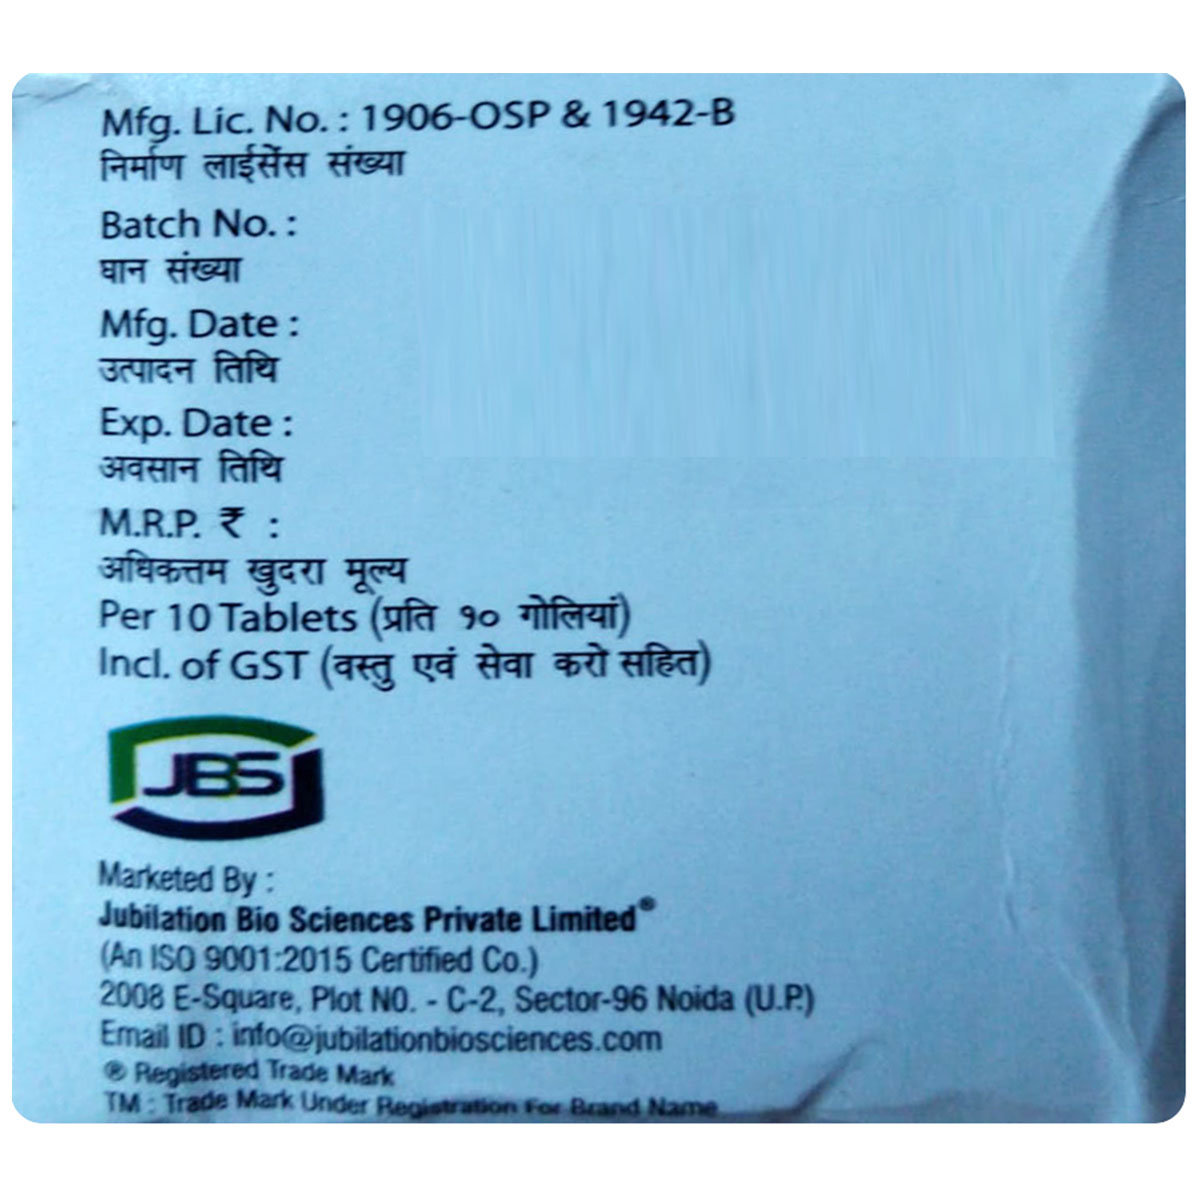 Mfg. Lic. No. : 1906-OSP & 1942-B
निर्माण लाईसेंस संख्या
Batch No. :
घान संख्या
Mfg. Date :
उत्पादन तिथि
Exp. Date :
अवसान तिथि
M.R.P. ₹ :
अधिकत्तम खुदरा मूल्य
Per 10 Tablets (प्रति १० गोलियां)
Incl. of GST (वस्तु एवं सेवा करो सहित)
JBS
Marketed By :
Jubilation Bio Sciences Private Limited®
(An ISO 9001:2015 Certified Co.)
2008 E-Square, Plot N0. - C-2, Sector-96 Noida (U.P.)
Email ID : info@jubilationbiosciences.com
® Registered Trade Mark
TM : Trade Mark Under Registration For Brand Name